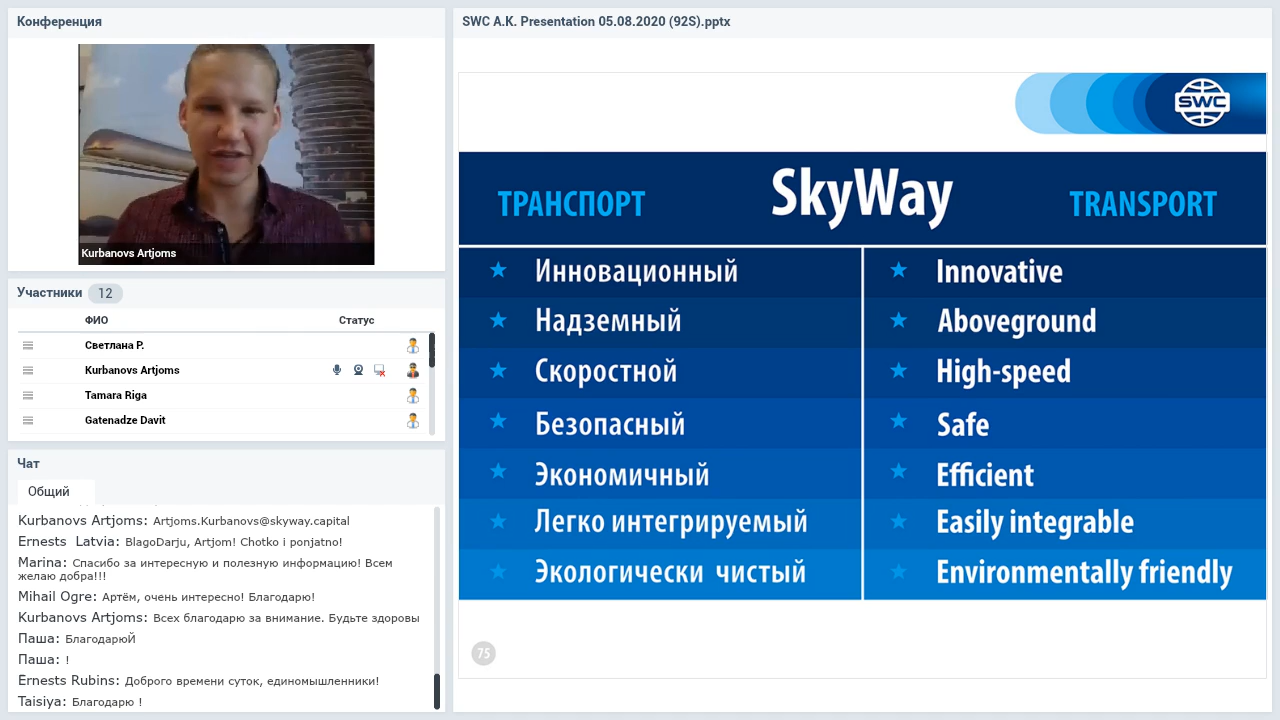 Конференция
Kurbanovs Artjoms
Участники 12
ФИО Статус
Светлана Р.
Kurbanovs Artjoms
Tamara Riga
Gatenadze Davit
Чат
Общий
Kurbanovs Artjoms: Artjoms.Kurbanovs@skyway.capital
Ernests Latvia: BlagoDarju, Artjom! Chotko i ponjatno!
Marina: Спасибо за интересную и полезную информацию! Всем
желаю добра!!!
Mihail Ogre: Артём, очень интересно! Благодарю!
Kurbanovs Artjoms: Всех благодарю за внимание. Будьте здоровы
Паша: БлагодарюЙ
Паша: !
Ernests Rubins: Доброго времени суток, единомышленники!
Taisiya: Благодарю !
SWC A.K. Presentation 05.08.2020 (92S).pptx
SWC
ТРАНСПОРТ SkyWay TRANSPORT
Инновационный Innovative
Надземный Aboveground
Скоростной High-speed
Безопасный Safe
Экономичный Efficient
Легко интегрируемый Easily integrable
Экологически чистый Environmentally friendly
75